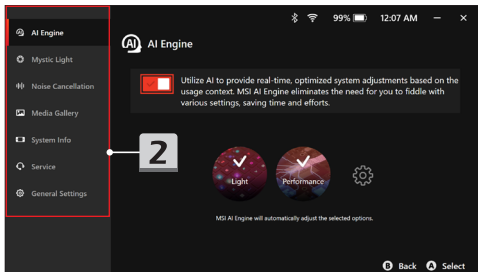 99% 12:07 AM
AI Engine
Mystic Light
Noise Cancellation
Media Gallery
System Info
Service
General Settings
AI AI Engine
Utilize AI to provide real-time, optimized system adjustments based on the
usage context. MSI AI Engine eliminates the need for you to fiddle with
various settings, saving time and efforts.
2
Light Performance
MSI AI Engine will automatically adjust the selected options.
B Back A Select